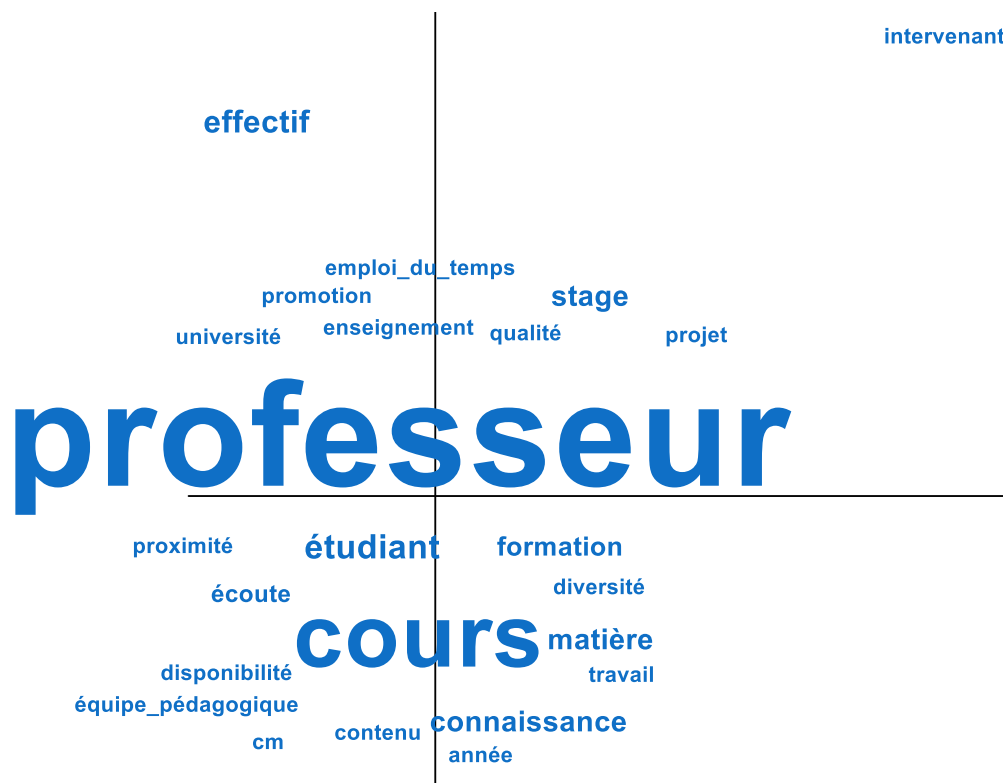 intervenant
effectif
emploi_du_temps
promotion
stage
université
enseignement
qualité
projet
professeur
proximité
étudiant
formation
écoute
diversité
cours
matière
disponibilité
travail
équipe_pédagogique
connaissance
cm
contenu
année